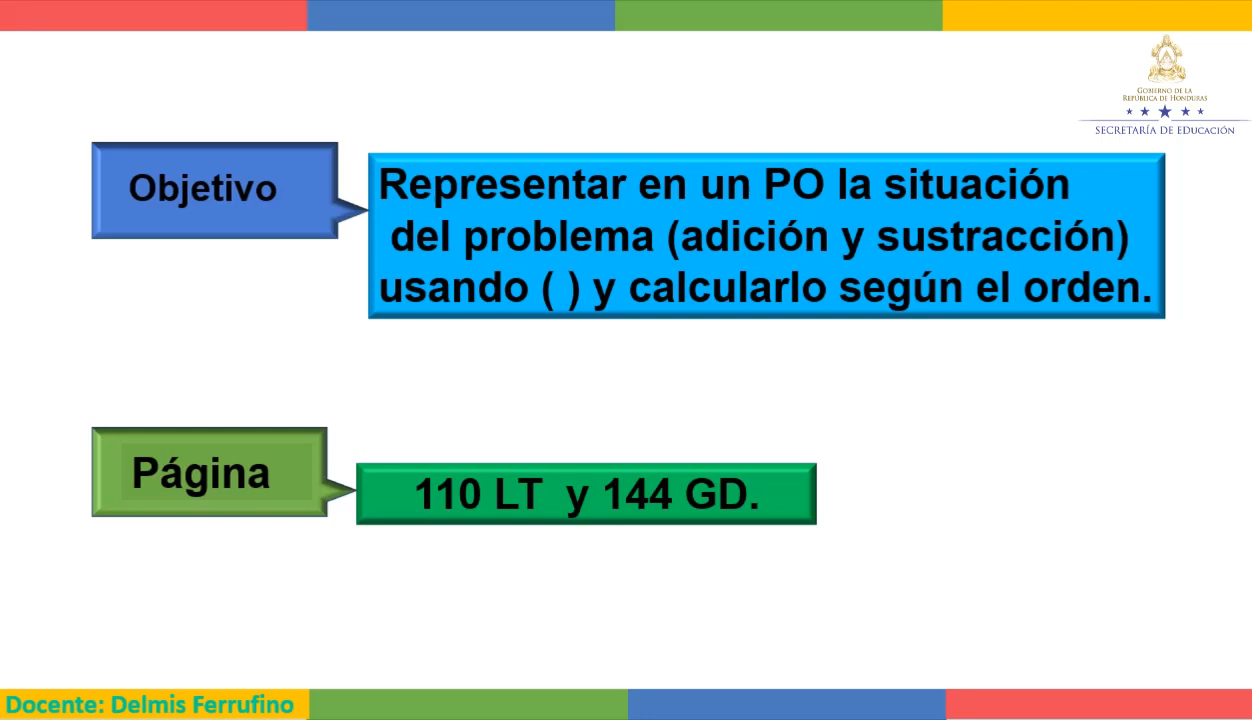 GOBIERNO DE LA
REPÚBLICA DE HONDURAS
SECRETARÍA DE EDUCACIÓN
Objetivo
Representar en un PO la situación
del problema (adición y sustracción)
usando ( ) y calcularlo según el orden.
Página
110 LT y 144 GD.
Docente: Delmis Ferrufino